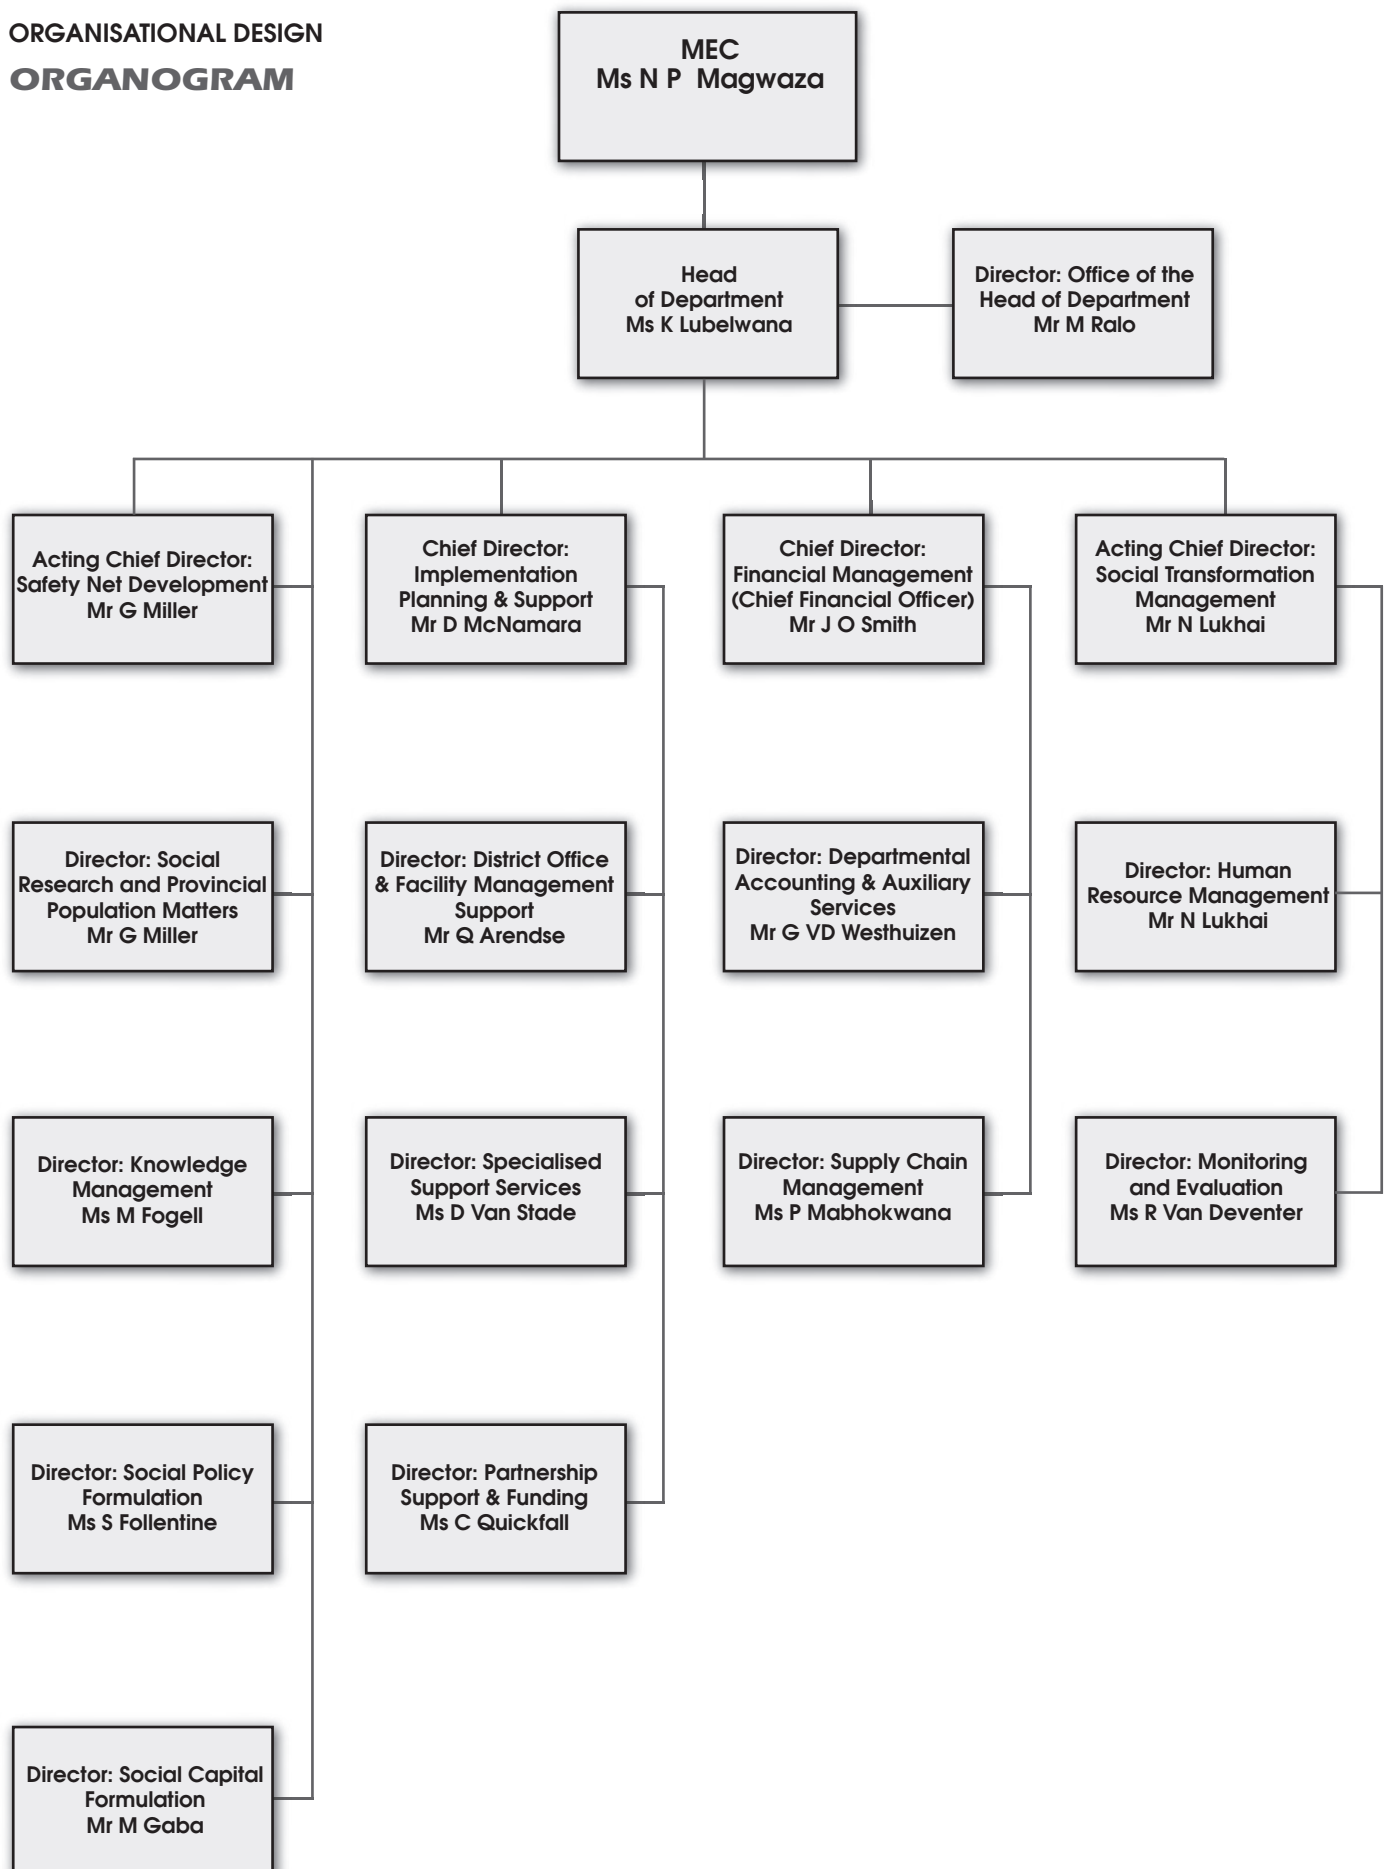 ORGANISATIONAL DESIGN
ORGANOGRAM
MEC
Ms N P Magwaza
Head
of Department
Ms K Lubelwana
Director: Office of the
Head of Department
Mr M Ralo
Acting Chief Director:
Safety Net Development
Mr G Miller
Chief Director:
Implementation
Planning & Support
Mr D McNamara
Chief Director:
Financial Management
(Chief Financial Officer)
Mr J O Smith
Acting Chief Director:
Social Transformation
Management
Mr N Lukhai
Director: Social
Research and Provincial
Population Matters
Mr G Miller
Director: District Office
& Facility Management
Support
Mr Q Arendse
Director: Departmental
Accounting & Auxiliary
Services
Mr G VD Westhuizen
Director: Human
Resource Management
Mr N Lukhai
Director: Knowledge
Management
Ms M Fogell
Director: Specialised
Support Services
Ms D Van Stade
Director: Supply Chain
Management
Ms P Mabhokwana
Director: Monitoring
and Evaluation
Ms R Van Deventer
Director: Social Policy
Formulation
Ms S Follentine
Director: Partnership
Support & Funding
Ms C Quickfall
Director: Social Capital
Formulation
Mr M Gaba